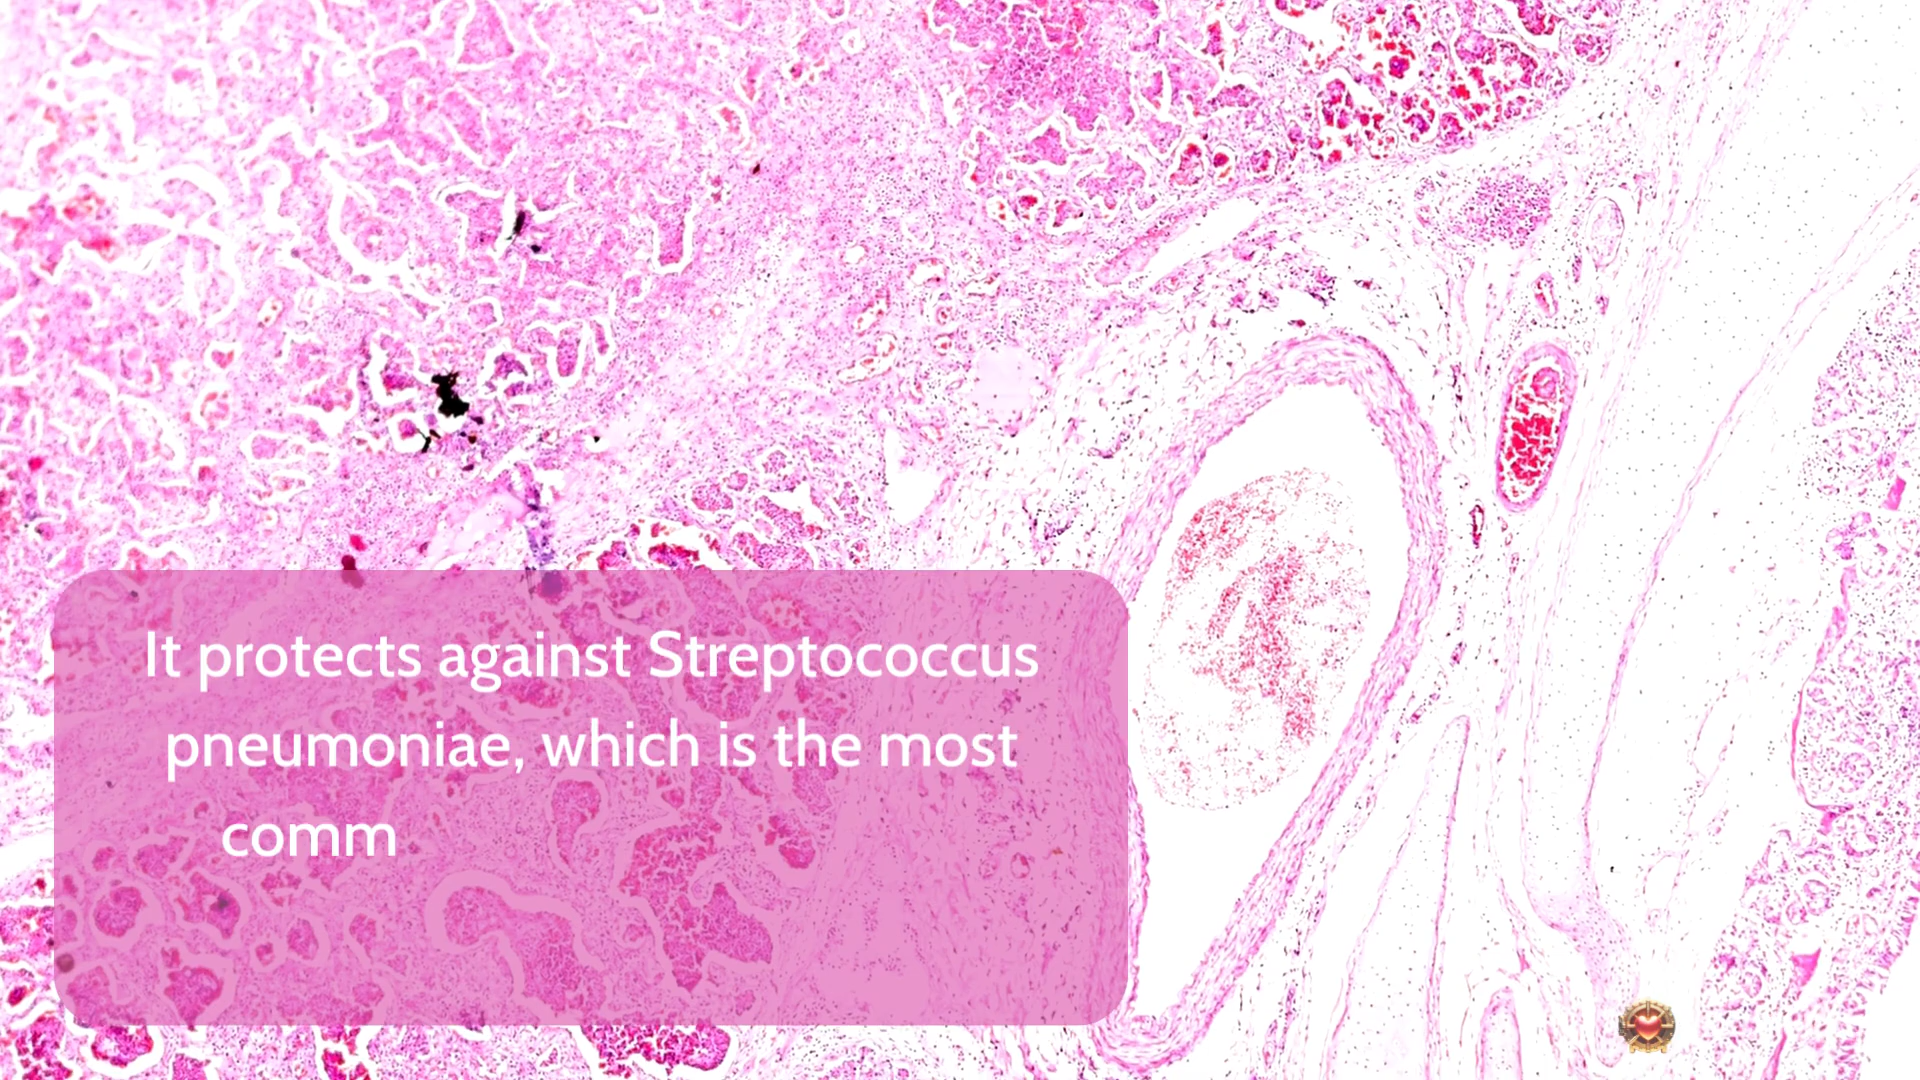 It protects against Streptococcus
pneumoniae, which is the most
comm